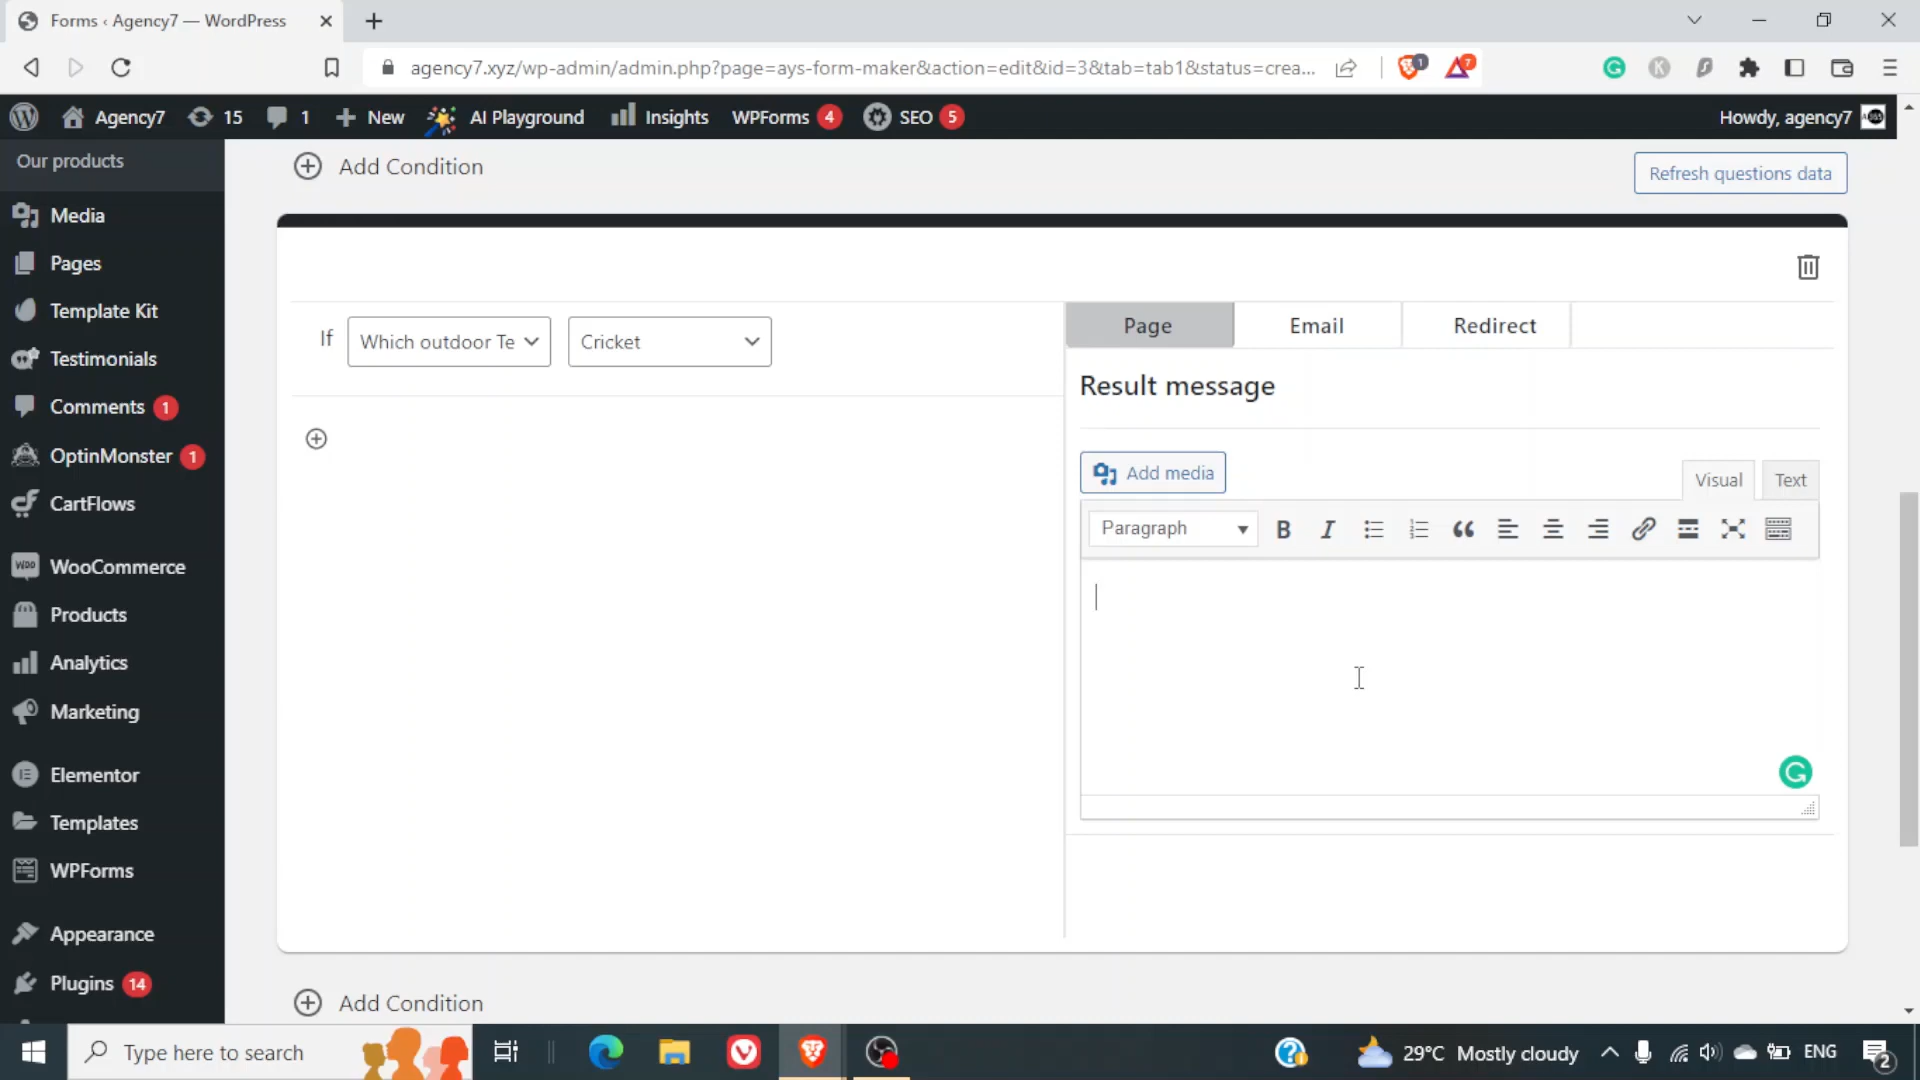 Forms ‹ Agency7 — WordPress
agency7.xyz/wp-admin/admin.php?page=ays-form-maker&action=edit&id=3&tab=tab1&status=crea...
1
7
Agency7
15
1
New
AI Playground
Insights
WPForms 4
SEO 5
Howdy, agency7
Our products
Media
Pages
Template Kit
Testimonials
Comments 1
OptinMonster 1
CartFlows
WooCommerce
Products
Analytics
Marketing
Elementor
Templates
WPForms
Appearance
Plugins 14
Add Condition
Refresh questions data
If
Which outdoor Te
Cricket
Page
Email
Redirect
Result message
Add media
Visual
Text
Paragraph
Add Condition
Type here to search
29°C Mostly cloudy
ENG
2